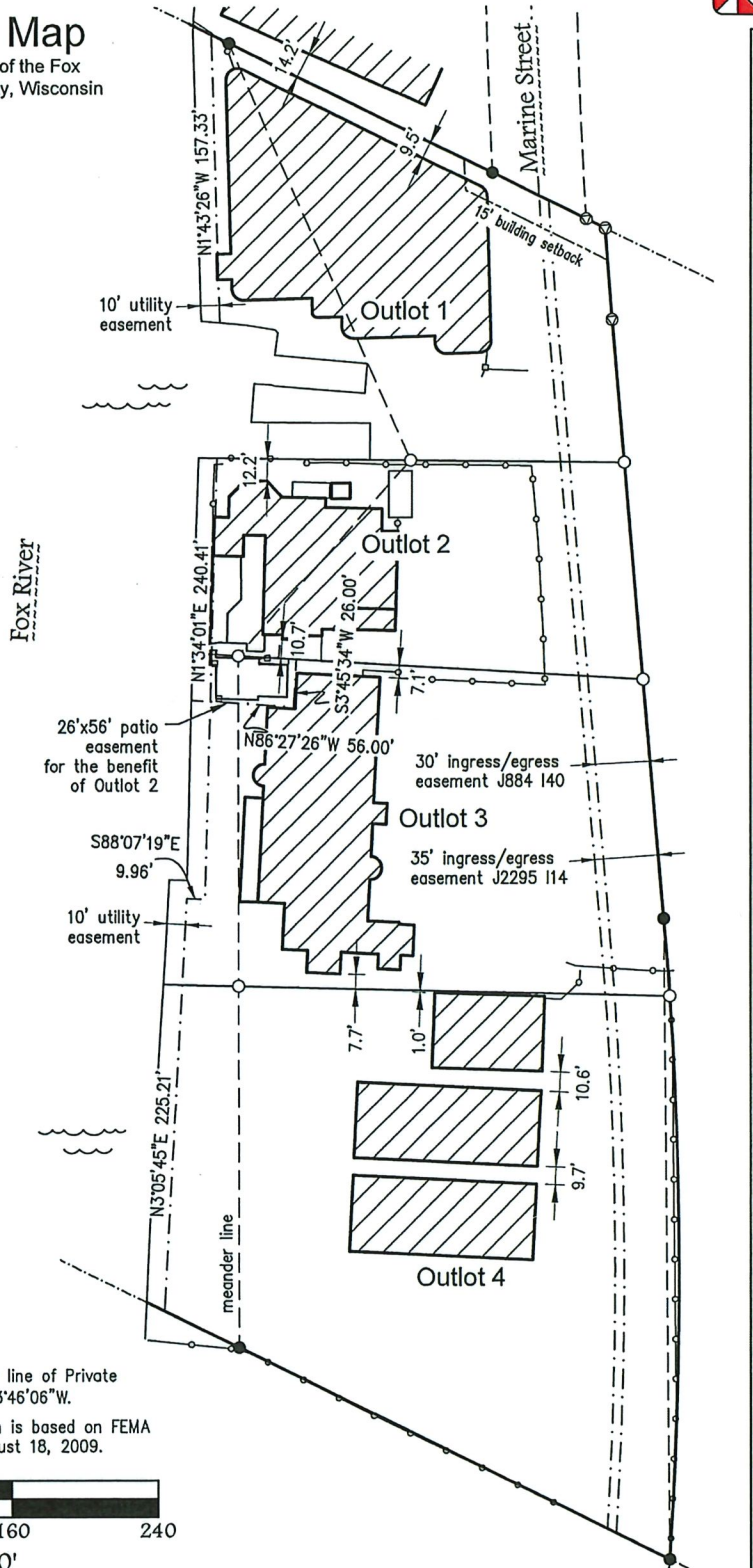 Map
of the Fox
y, Wisconsin
14.2'
9.5'
Marine Street
N1°43'26"W 157.33'
15' building setback
10' utility
easement
Outlot 1
12.2'
Outlot 2
Fox River
N1°34'01"E 240.41'
10.7'
S3°45'34"W 26.00'
7.1'
26'x56' patio
easement
for the benefit
of Outlot 2
N86°27'26"W 56.00'
30' ingress/egress
easement J884 I40
Outlot 3
S88°07'19"E
9.96'
35' ingress/egress
easement J2295 I14
10' utility
easement
7.7'
1.0'
10.6'
N3°05'45"E 225.21'
9.7'
meander line
Outlot 4
line of Private
3°46'06"W.
is based on FEMA
ust 18, 2009.
160
240
0'